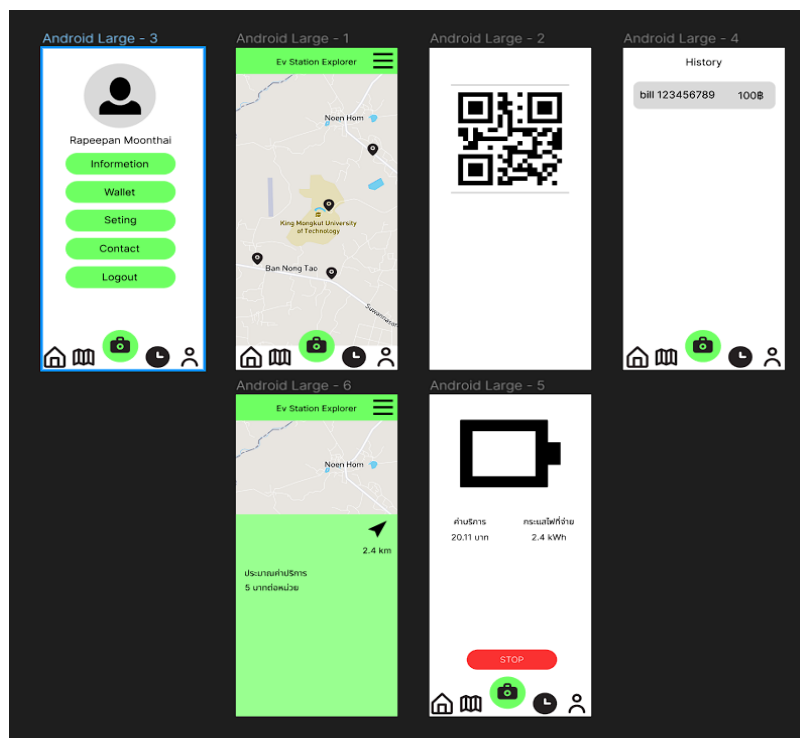 Android Large - 3
Rapeepan Moonthai
Informetion
Wallet
Seting
Contact
Logout
Android Large - 1
Ev Station Explorer
Noen Hom
King Mongkut University
of Technology
Ban Nong Tao
Suwannasorn
Android Large - 2
Android Large - 4
History
bill 123456789 100฿
Android Large - 6
Ev Station Explorer
Noen Hom
2.4 km
ประมาณค่าปริการ
5 บาทต่อหน่วย
Android Large - 5
ค่าบริการ กระแสไฟที่จ่าย
20.11 บาท 2.4 kWh
STOP